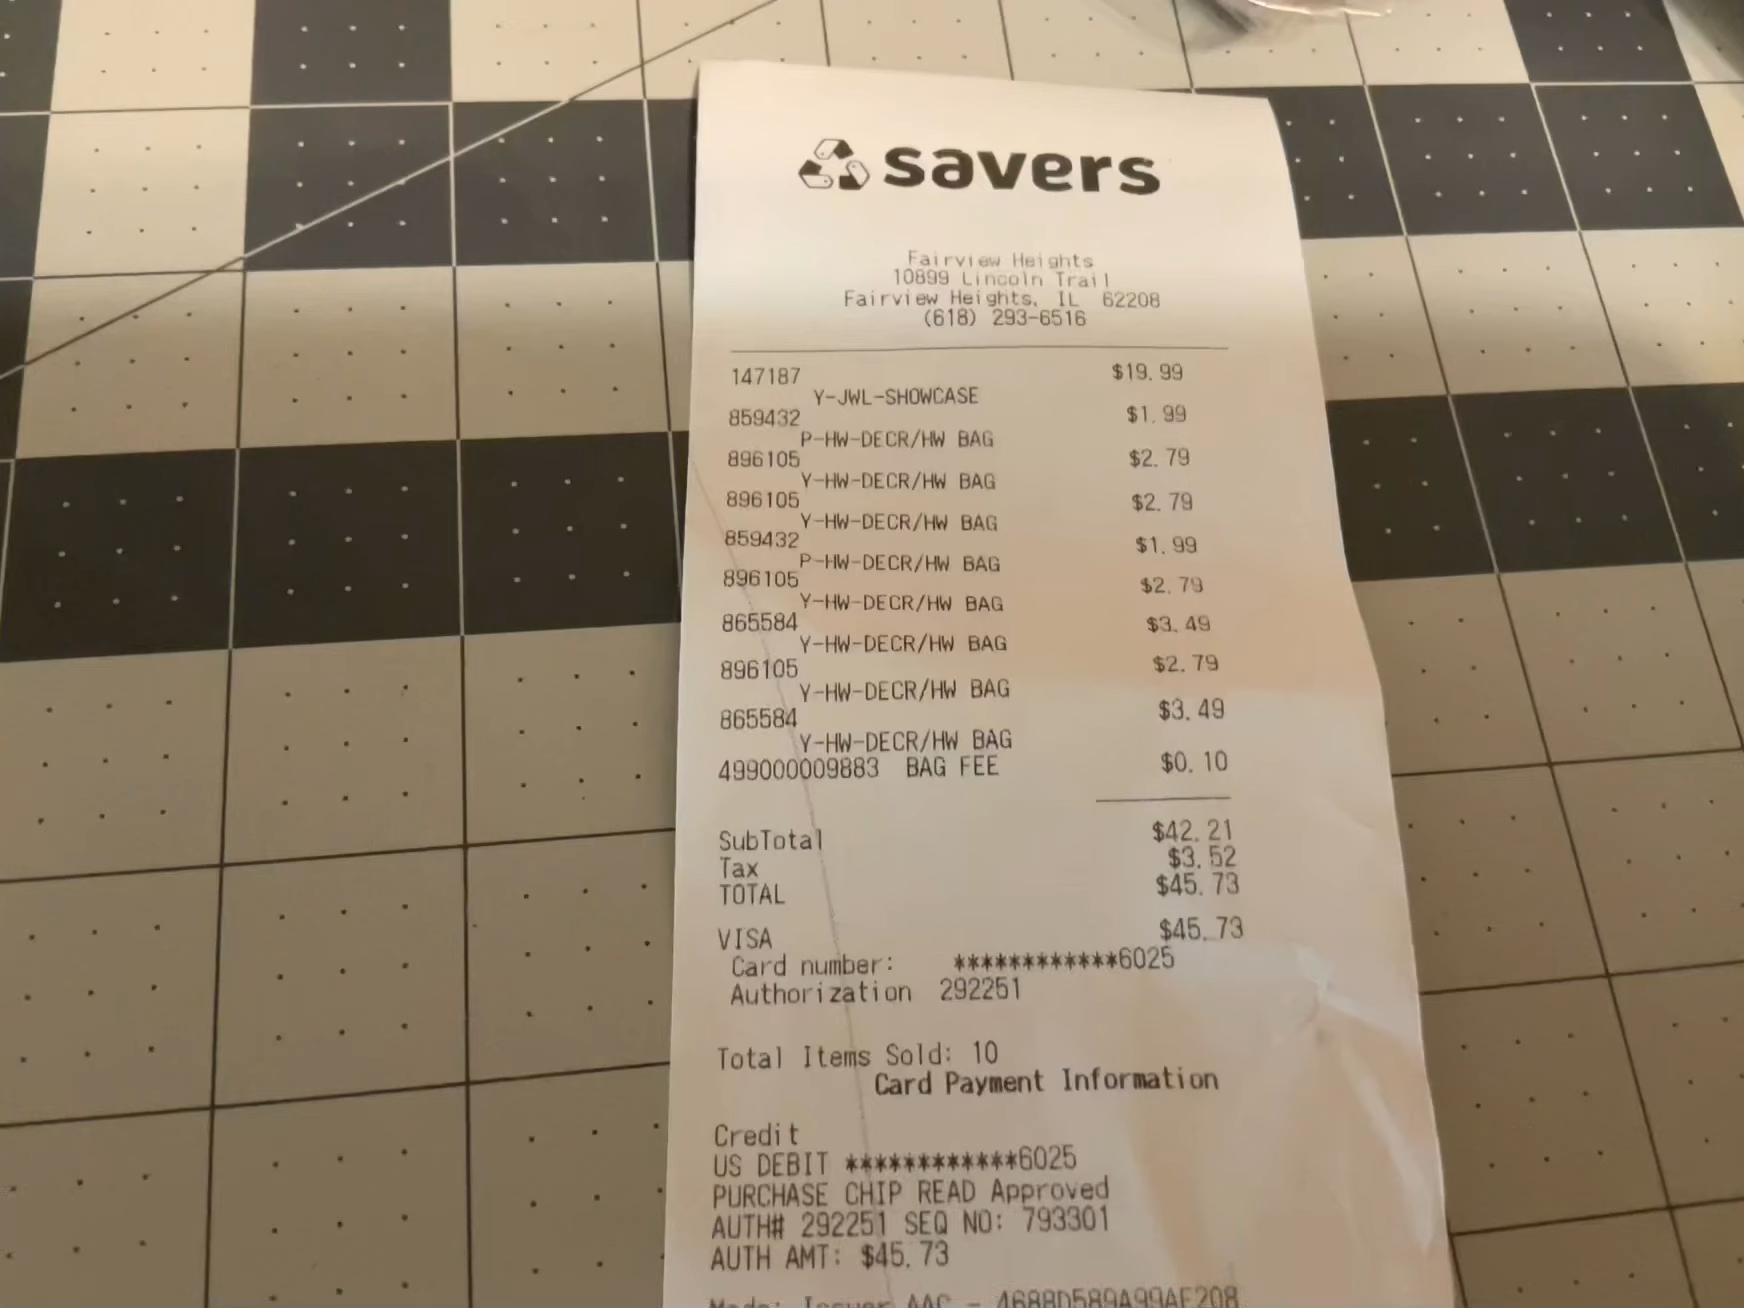 savers
Fairview Heights
10899 Lincoln Trail
Fairview Heights, IL 62208
(618) 293-6516
147187 $19.99
Y-JWL-SHOWCASE
859432 $1.99
P-HW-DECR/HW BAG
896105 $2.79
Y-HW-DECR/HW BAG
896105 $2.79
Y-HW-DECR/HW BAG
859432 $1.99
P-HW-DECR/HW BAG
896105 $2.79
Y-HW-DECR/HW BAG
865584 $3.49
Y-HW-DECR/HW BAG
896105 $2.79
Y-HW-DECR/HW BAG
865584 $3.49
Y-HW-DECR/HW BAG
499000009883 BAG FEE $0.10
SubTotal $42.21
Tax $3.52
TOTAL $45.73
VISA $45.73
Card number: ************6025
Authorization 292251
Total Items Sold: 10
Card Payment Information
Credit
US DEBIT ************6025
PURCHASE CHIP READ Approved
AUTH# 292251 SEQ NO: 793301
AUTH AMT: $45.73
Mode: Issuer AAC -